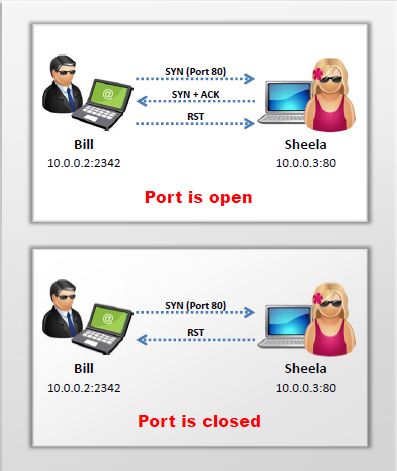 SYN (Port 80)
SYN + ACK
RST
@
Bill
Sheela
10.0.0.2:2342
10.0.0.3:80
Port is open
SYN (Port 80)
RST
@
Bill
Sheela
10.0.0.2:2342
10.0.0.3:80
Port is closed